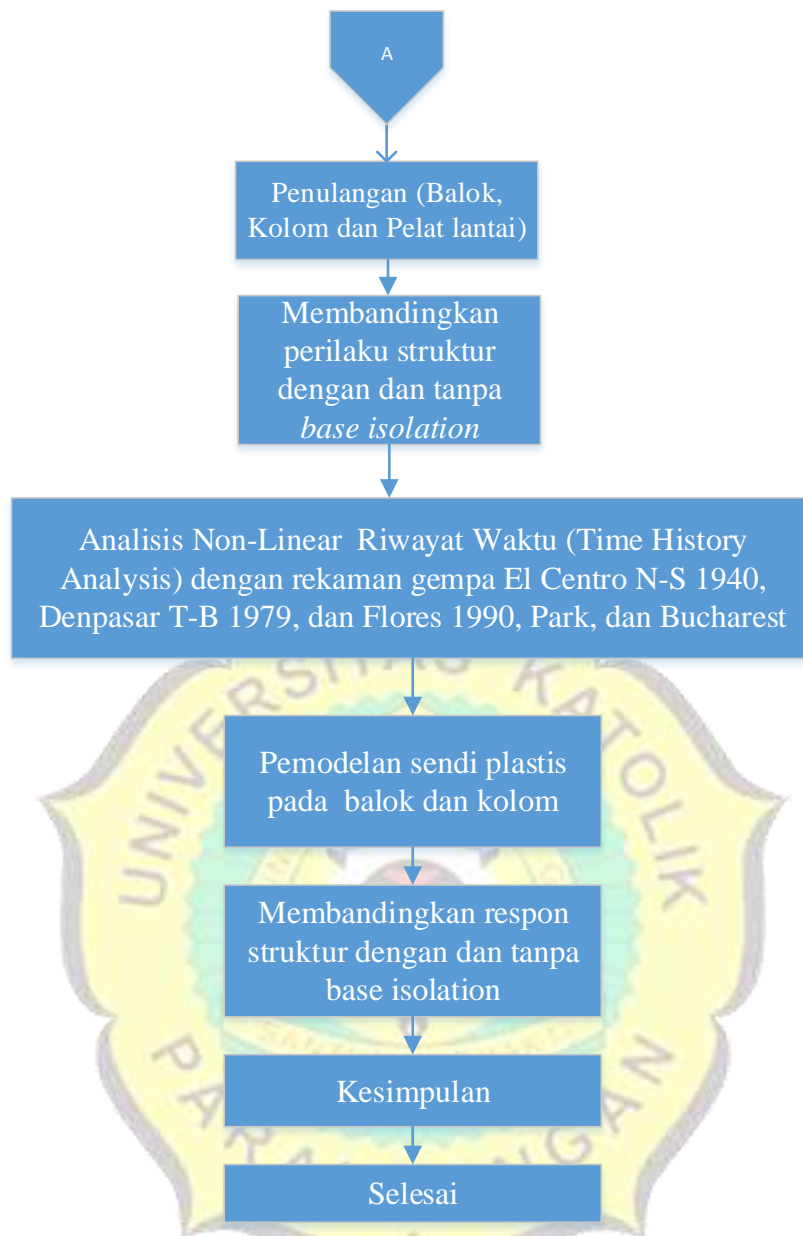 A
Penulangan (Balok,
Kolom dan Pelat lantai)
Membandingkan
perilaku struktur
dengan dan tanpa
base isolation
Analisis Non-Linear Riwayat Waktu (Time History
Analysis) dengan rekaman gempa El Centro N-S 1940,
Denpasar T-B 1979, dan Flores 1990, Park, dan Bucharest
UNIVERSITAS KATOLIK
Pemodelan sendi plastis
pada balok dan kolom
Membandingkan respon
struktur dengan dan tanpa
base isolation
Kesimpulan
Selesai